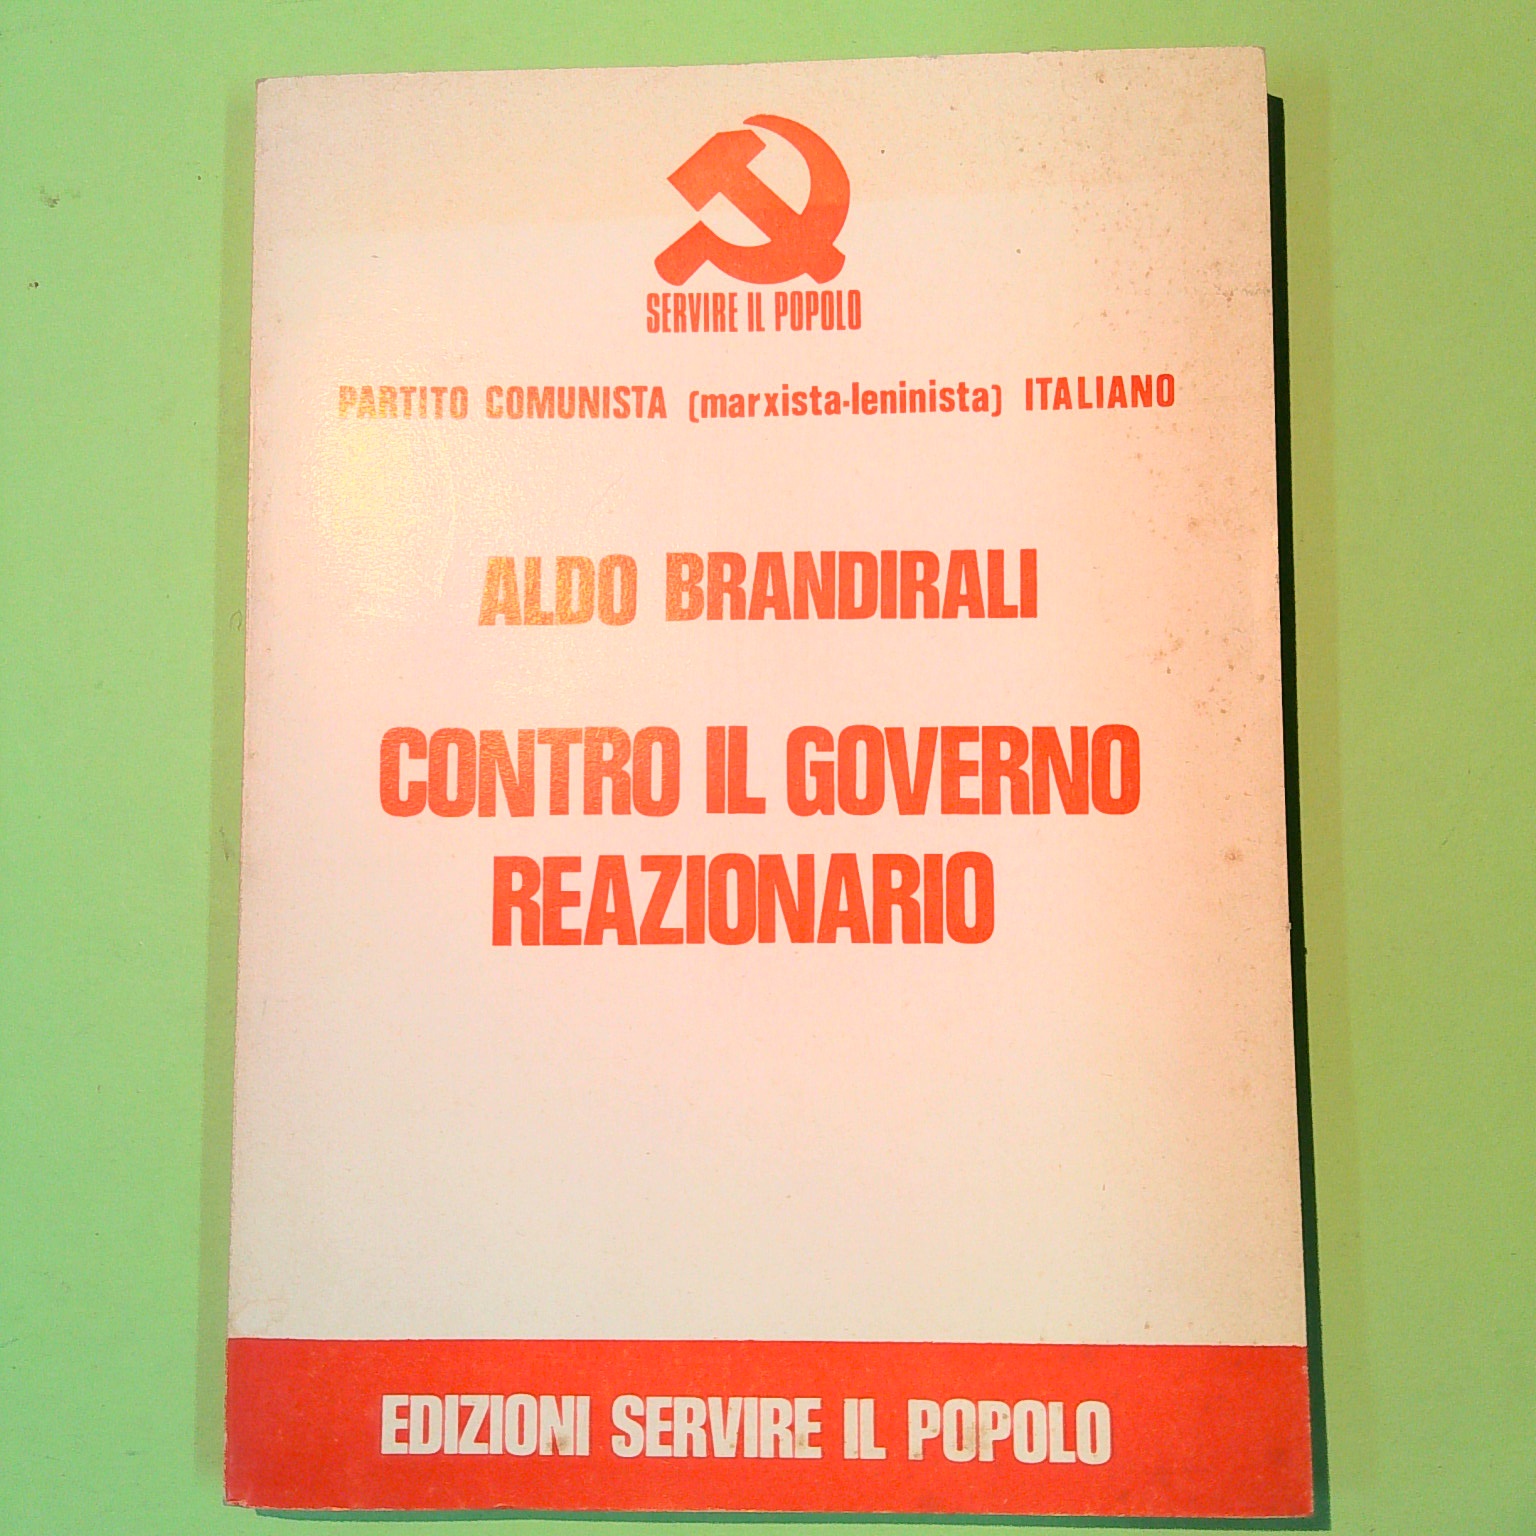 SERVIRE IL POPOLO
PARTITO COMUNISTA (marxista-leninista) ITALIANO
ALDO BRANDIRALI
CONTRO IL GOVERNO
REAZIONARIO
EDIZIONI SERVIRE IL POPOLO